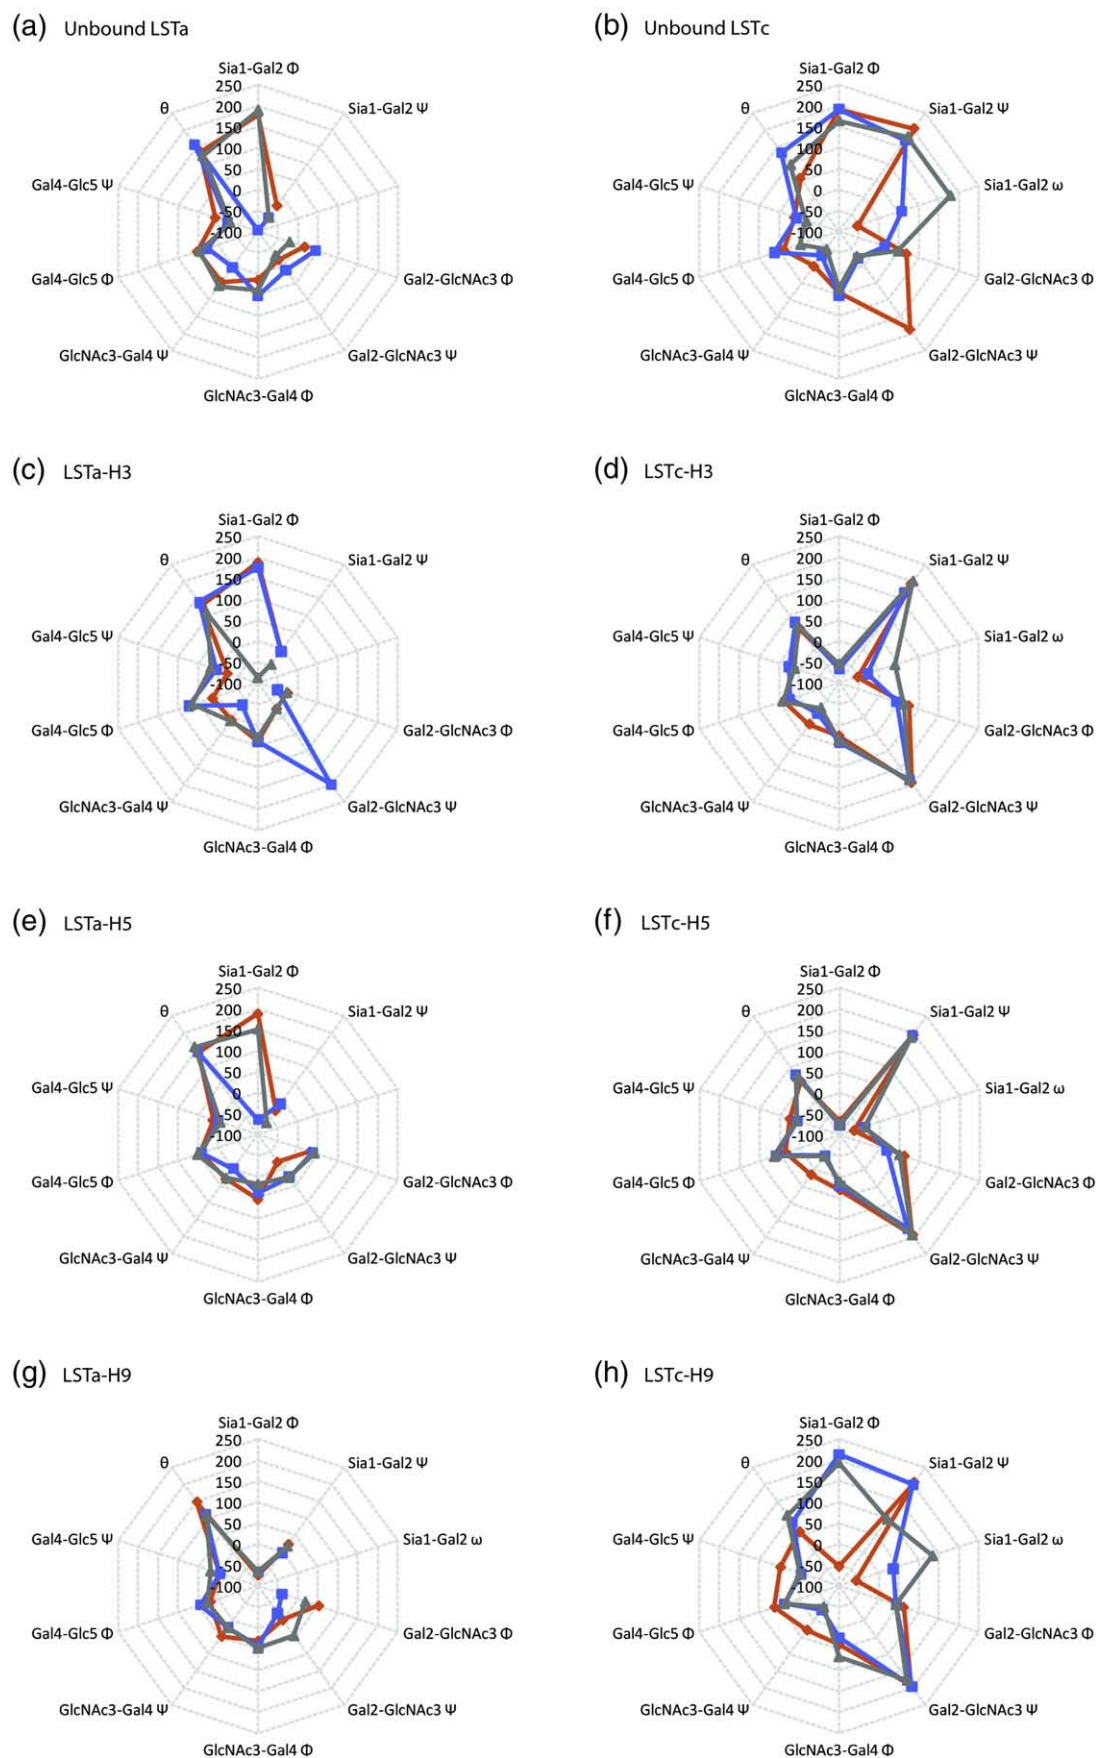 (a) Unbound LSTa
Sia1-Gal2 Φ
Sia1-Gal2 Ψ
Gal2-GlcNAc3 Φ
Gal2-GlcNAc3 Ψ
GlcNAc3-Gal4 Φ
GlcNAc3-Gal4 Ψ
Gal4-Glc5 Φ
Gal4-Glc5 Ψ
θ
250
200
150
100
50
0
-50
-100
(b) Unbound LSTc
Sia1-Gal2 Φ
Sia1-Gal2 Ψ
Sia1-Gal2 ω
Gal2-GlcNAc3 Φ
Gal2-GlcNAc3 Ψ
GlcNAc3-Gal4 Φ
GlcNAc3-Gal4 Ψ
Gal4-Glc5 Φ
Gal4-Glc5 Ψ
θ
250
200
150
100
50
0
-50
-100
(c) LSTa-H3
Sia1-Gal2 Φ
Sia1-Gal2 Ψ
Gal2-GlcNAc3 Φ
Gal2-GlcNAc3 Ψ
GlcNAc3-Gal4 Φ
GlcNAc3-Gal4 Ψ
Gal4-Glc5 Φ
Gal4-Glc5 Ψ
θ
250
200
150
100
50
0
-50
-100
(d) LSTc-H3
Sia1-Gal2 Φ
Sia1-Gal2 Ψ
Sia1-Gal2 ω
Gal2-GlcNAc3 Φ
Gal2-GlcNAc3 Ψ
GlcNAc3-Gal4 Φ
GlcNAc3-Gal4 Ψ
Gal4-Glc5 Φ
Gal4-Glc5 Ψ
θ
250
200
150
100
50
0
-50
-100
(e) LSTa-H5
Sia1-Gal2 Φ
Sia1-Gal2 Ψ
Gal2-GlcNAc3 Φ
Gal2-GlcNAc3 Ψ
GlcNAc3-Gal4 Φ
GlcNAc3-Gal4 Ψ
Gal4-Glc5 Φ
Gal4-Glc5 Ψ
θ
250
200
150
100
50
0
-50
-100
(f) LSTc-H5
Sia1-Gal2 Φ
Sia1-Gal2 Ψ
Sia1-Gal2 ω
Gal2-GlcNAc3 Φ
Gal2-GlcNAc3 Ψ
GlcNAc3-Gal4 Φ
GlcNAc3-Gal4 Ψ
Gal4-Glc5 Φ
Gal4-Glc5 Ψ
θ
250
200
150
100
50
0
-50
-100
(g) LSTa-H9
Sia1-Gal2 Φ
Sia1-Gal2 Ψ
Sia1-Gal2 ω
Gal2-GlcNAc3 Φ
Gal2-GlcNAc3 Ψ
GlcNAc3-Gal4 Φ
GlcNAc3-Gal4 Ψ
Gal4-Glc5 Φ
Gal4-Glc5 Ψ
θ
250
200
150
100
50
0
-50
-100
(h) LSTc-H9
Sia1-Gal2 Φ
Sia1-Gal2 Ψ
Sia1-Gal2 ω
Gal2-GlcNAc3 Φ
Gal2-GlcNAc3 Ψ
GlcNAc3-Gal4 Φ
GlcNAc3-Gal4 Ψ
Gal4-Glc5 Φ
Gal4-Glc5 Ψ
θ
250
200
150
100
50
0
-50
-100